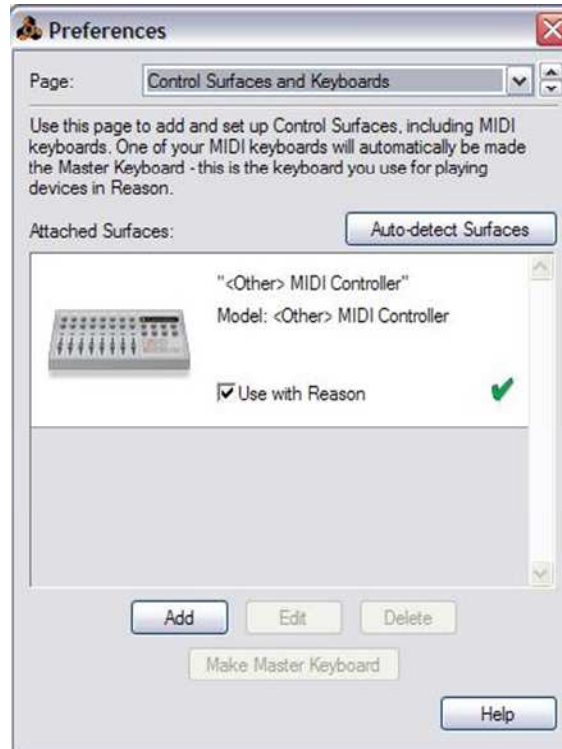 Preferences
Page: Control Surfaces and Keyboards
Use this page to add and set up Control Surfaces, including MIDI
keyboards. One of your MIDI keyboards will automatically be made
the Master Keyboard - this is the keyboard you use for playing
devices in Reason.
Attached Surfaces: Auto-detect Surfaces
"<Other> MIDI Controller"
Model: <Other> MIDI Controller
Use with Reason
Add Edit Delete
Make Master Keyboard
Help